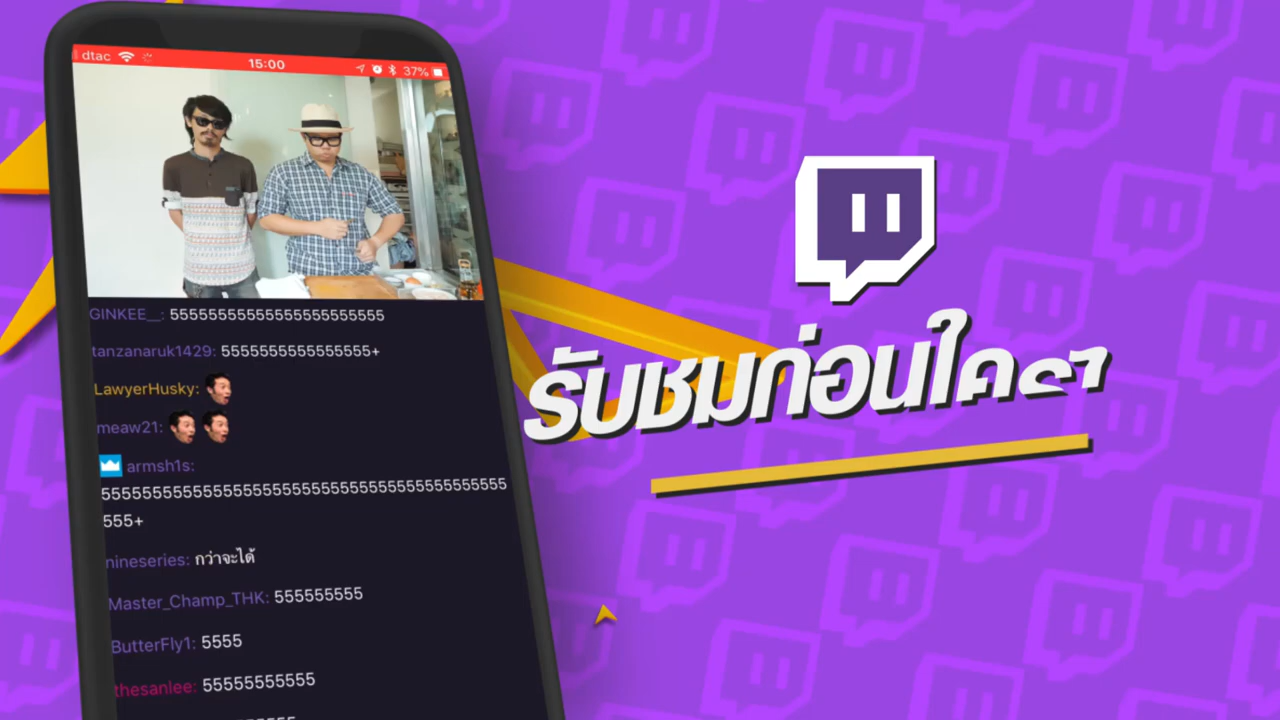 dtac 15:00 37%
GINKEE__: 55555555555555555555555
tanzanaruk1429: 5555555555555555+
LawyerHusky:
meaw21:
armsh1s:
5555555555555555555555555555555555555555555
555+
nineseries: กว่าจะได้
Master_Champ_THK: 555555555
ButterFly1: 5555
thesanlee: 55555555555
รับชมก่อนใคร